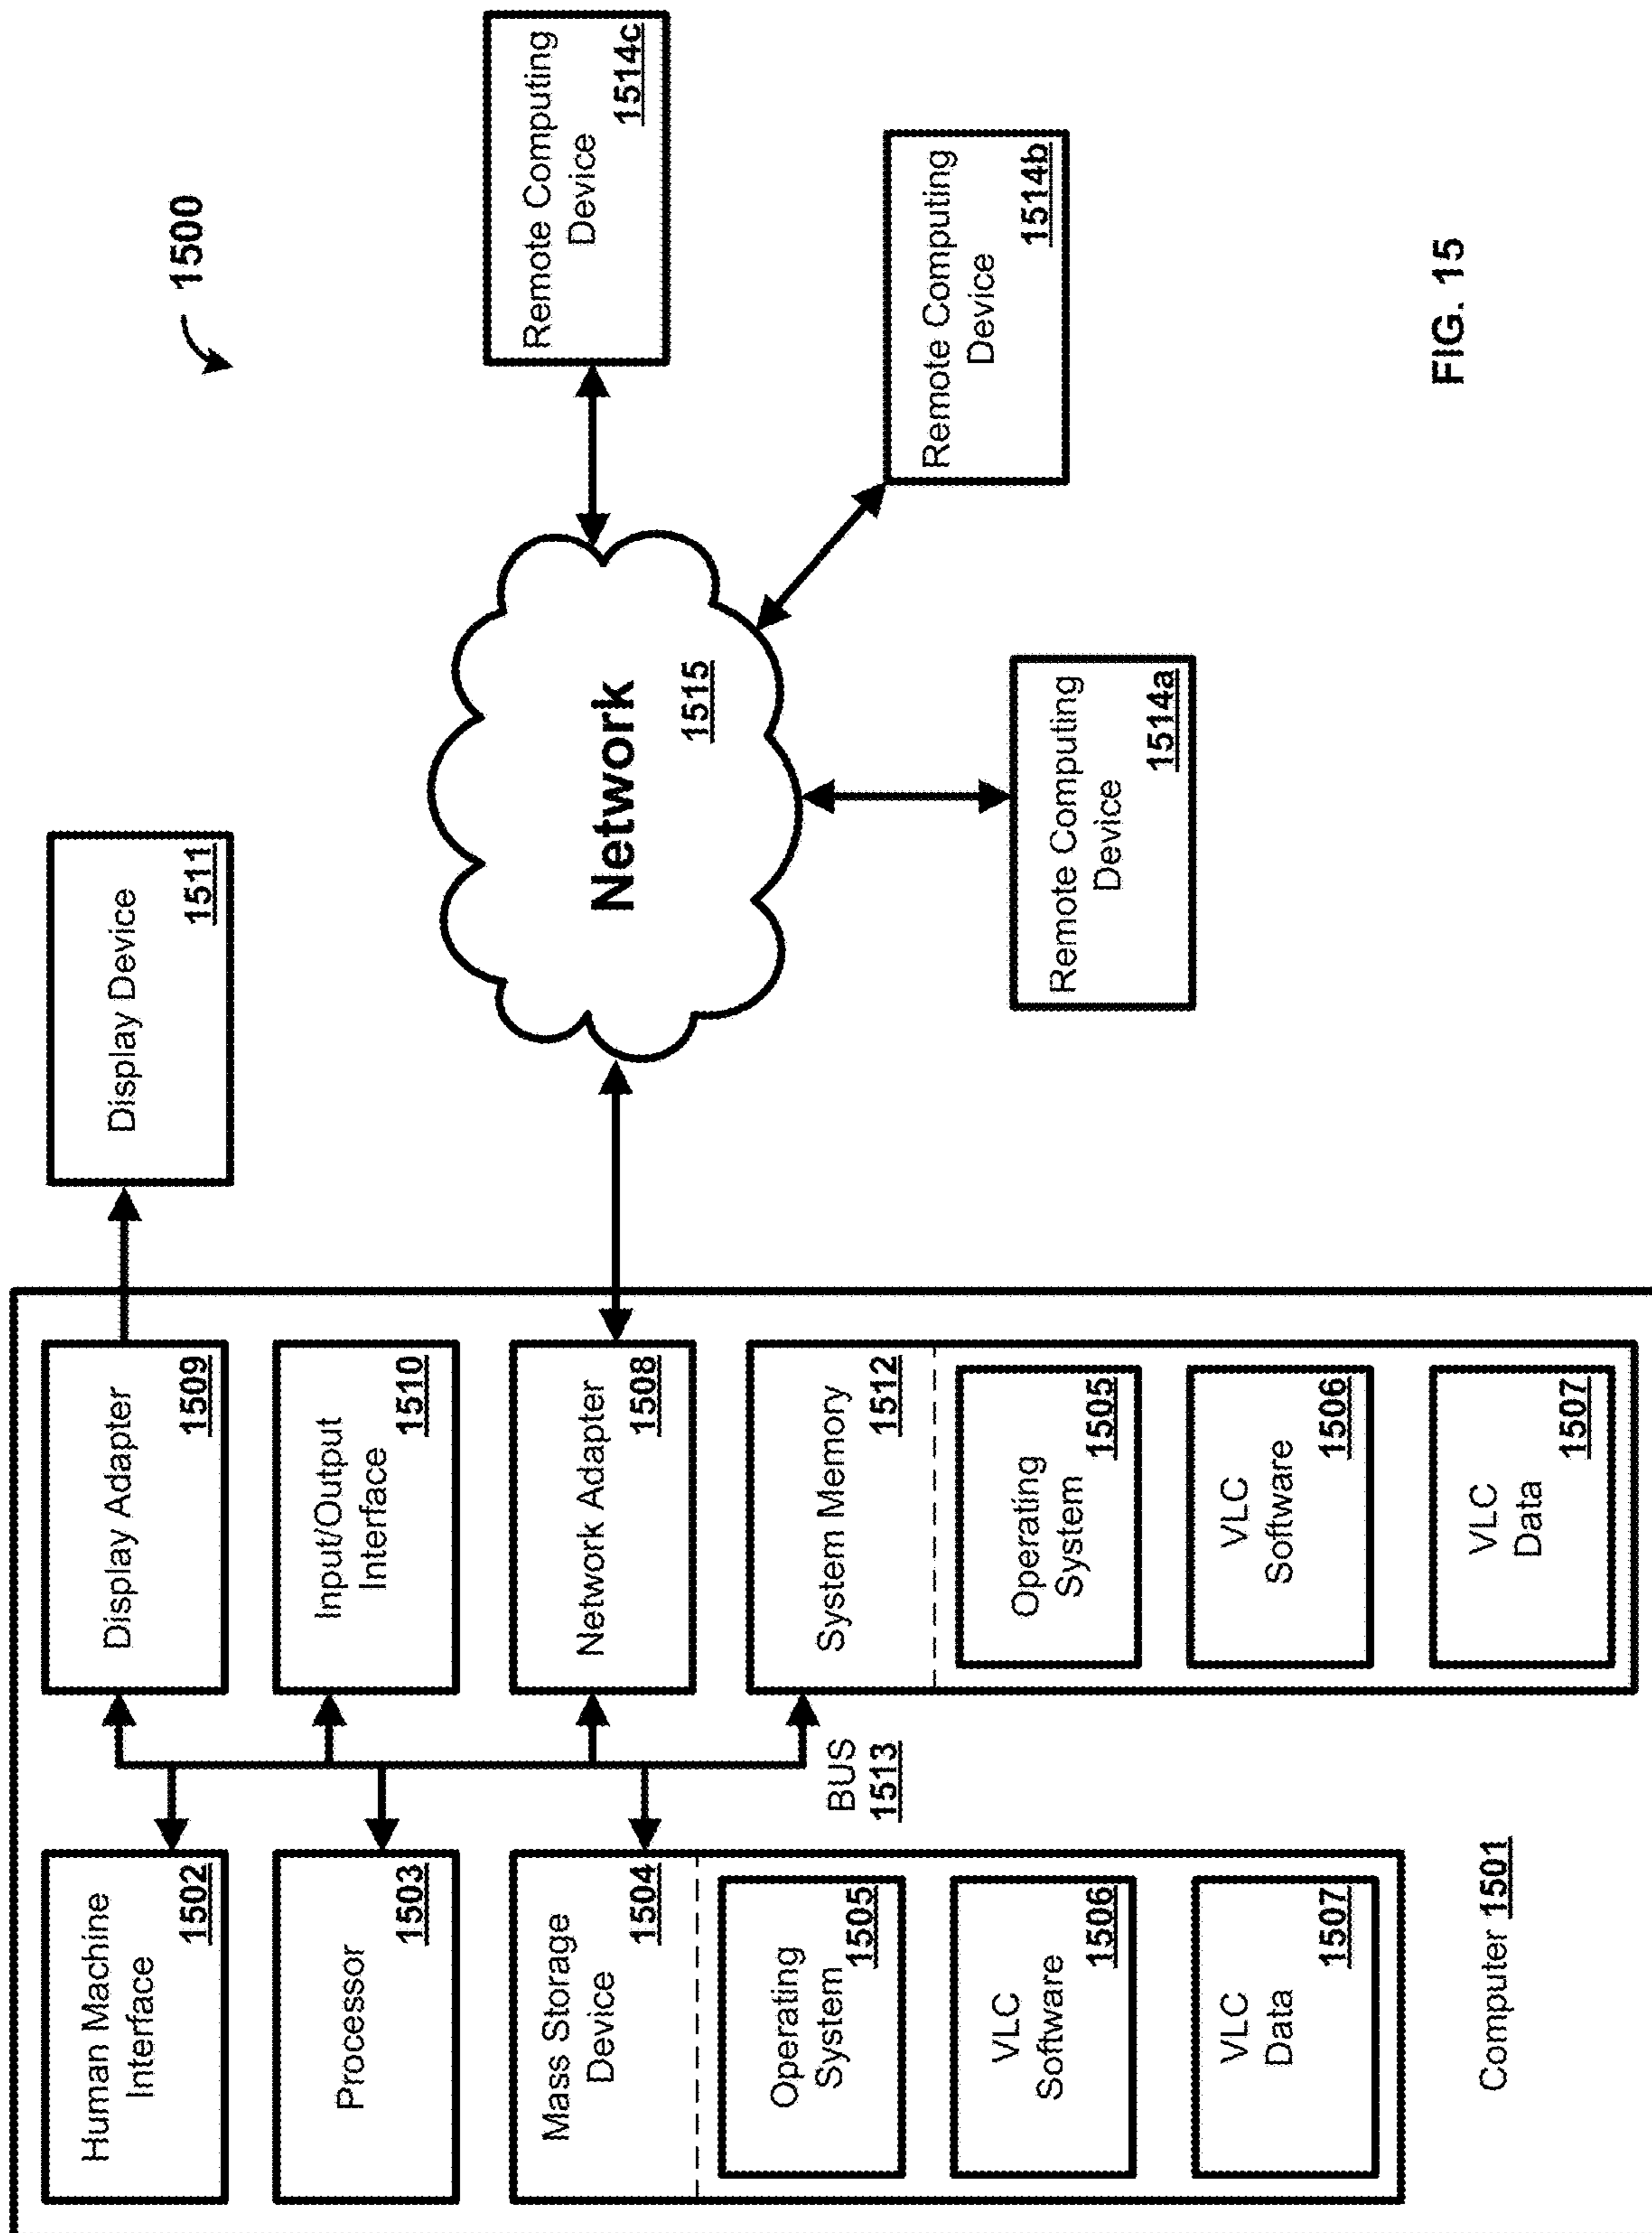 1500
Human Machine
Interface
1502
Processor
1503
Mass Storage
Device
1504
Operating
System
1505
VLC
Software
1506
VLC
Data
1507
Computer 1501
BUS
1513
Display Adapter
1509
Input/Output
Interface
1510
Network Adapter
1508
System Memory
1512
Operating
System
1505
VLC
Software
1506
VLC
Data
1507
Display Device
1511
Network
1515
Remote Computing
Device
1514a
Remote Computing
Device
1514b
Remote Computing
Device
1514c
FIG. 15